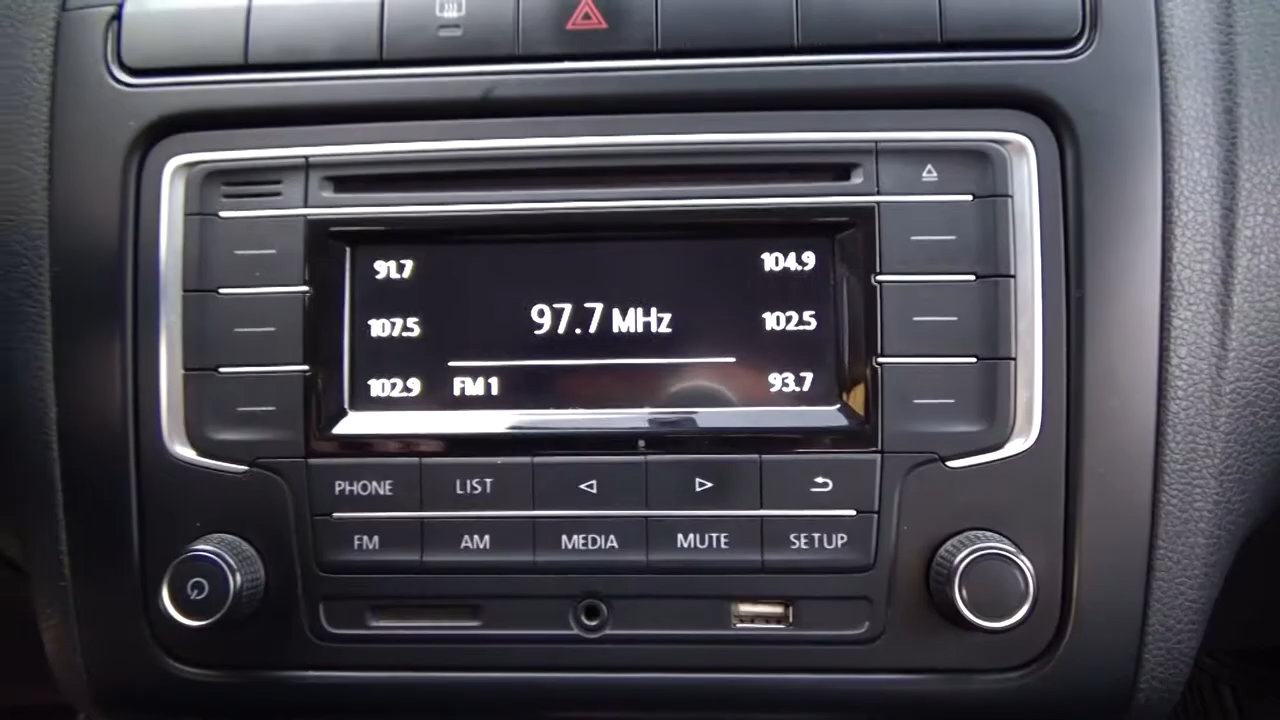 91.7
104.9
97.7 MHz
107.5
102.5
102.9
FM 1
93.7
PHONE
LIST
FM
AM
MEDIA
MUTE
SETUP